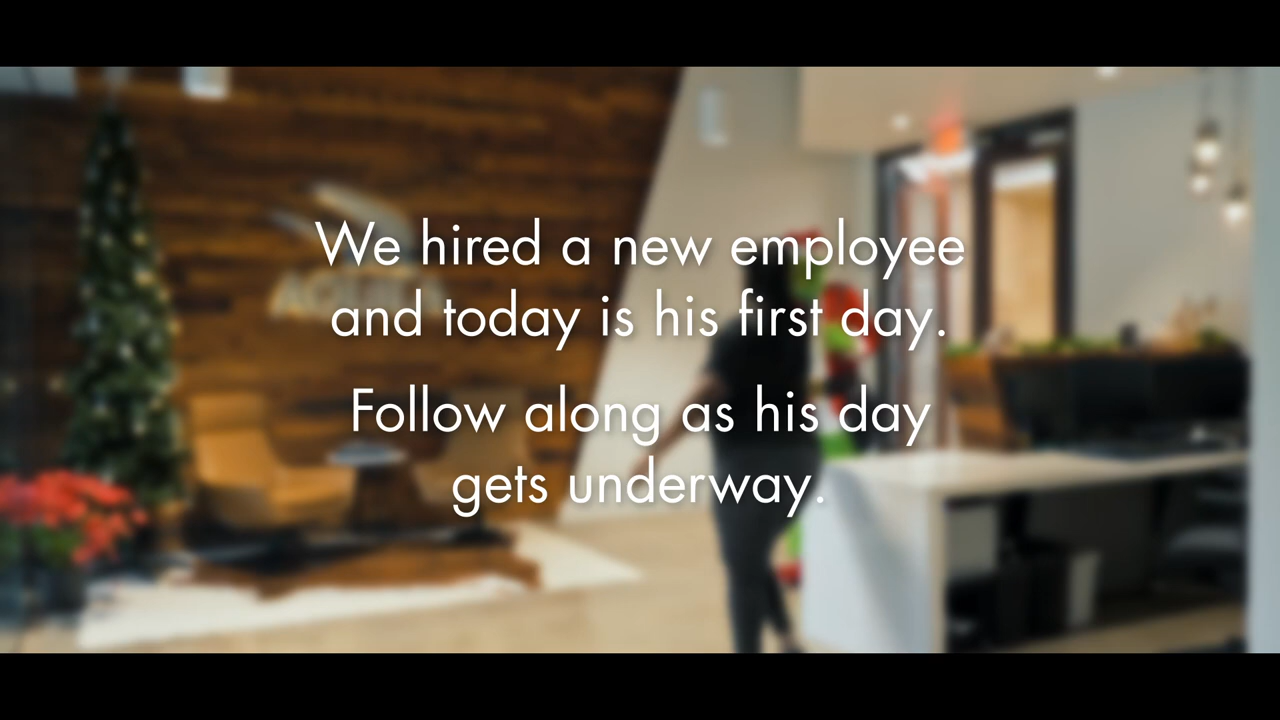 We hired a new employee
and today is his first day.
Follow along as his day
gets underway.